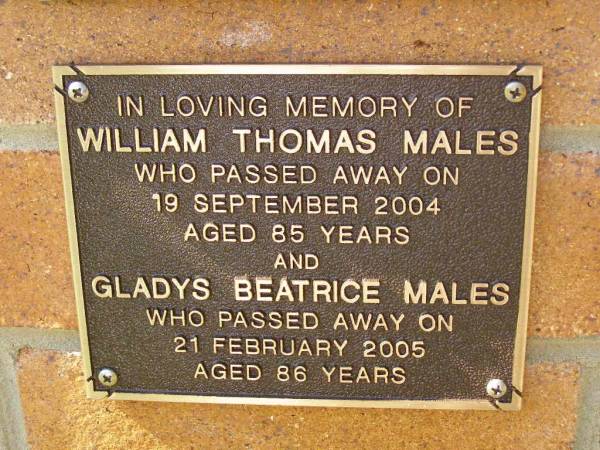 IN LOVING MEMORY OF
WILLIAM THOMAS MALES
WHO PASSED AWAY ON
19 SEPTEMBER 2004
AGED 85 YEARS
AND
GLADYS BEATRICE MALES
WHO PASSED AWAY ON
21 FEBRUARY 2005
AGED 86 YEARS